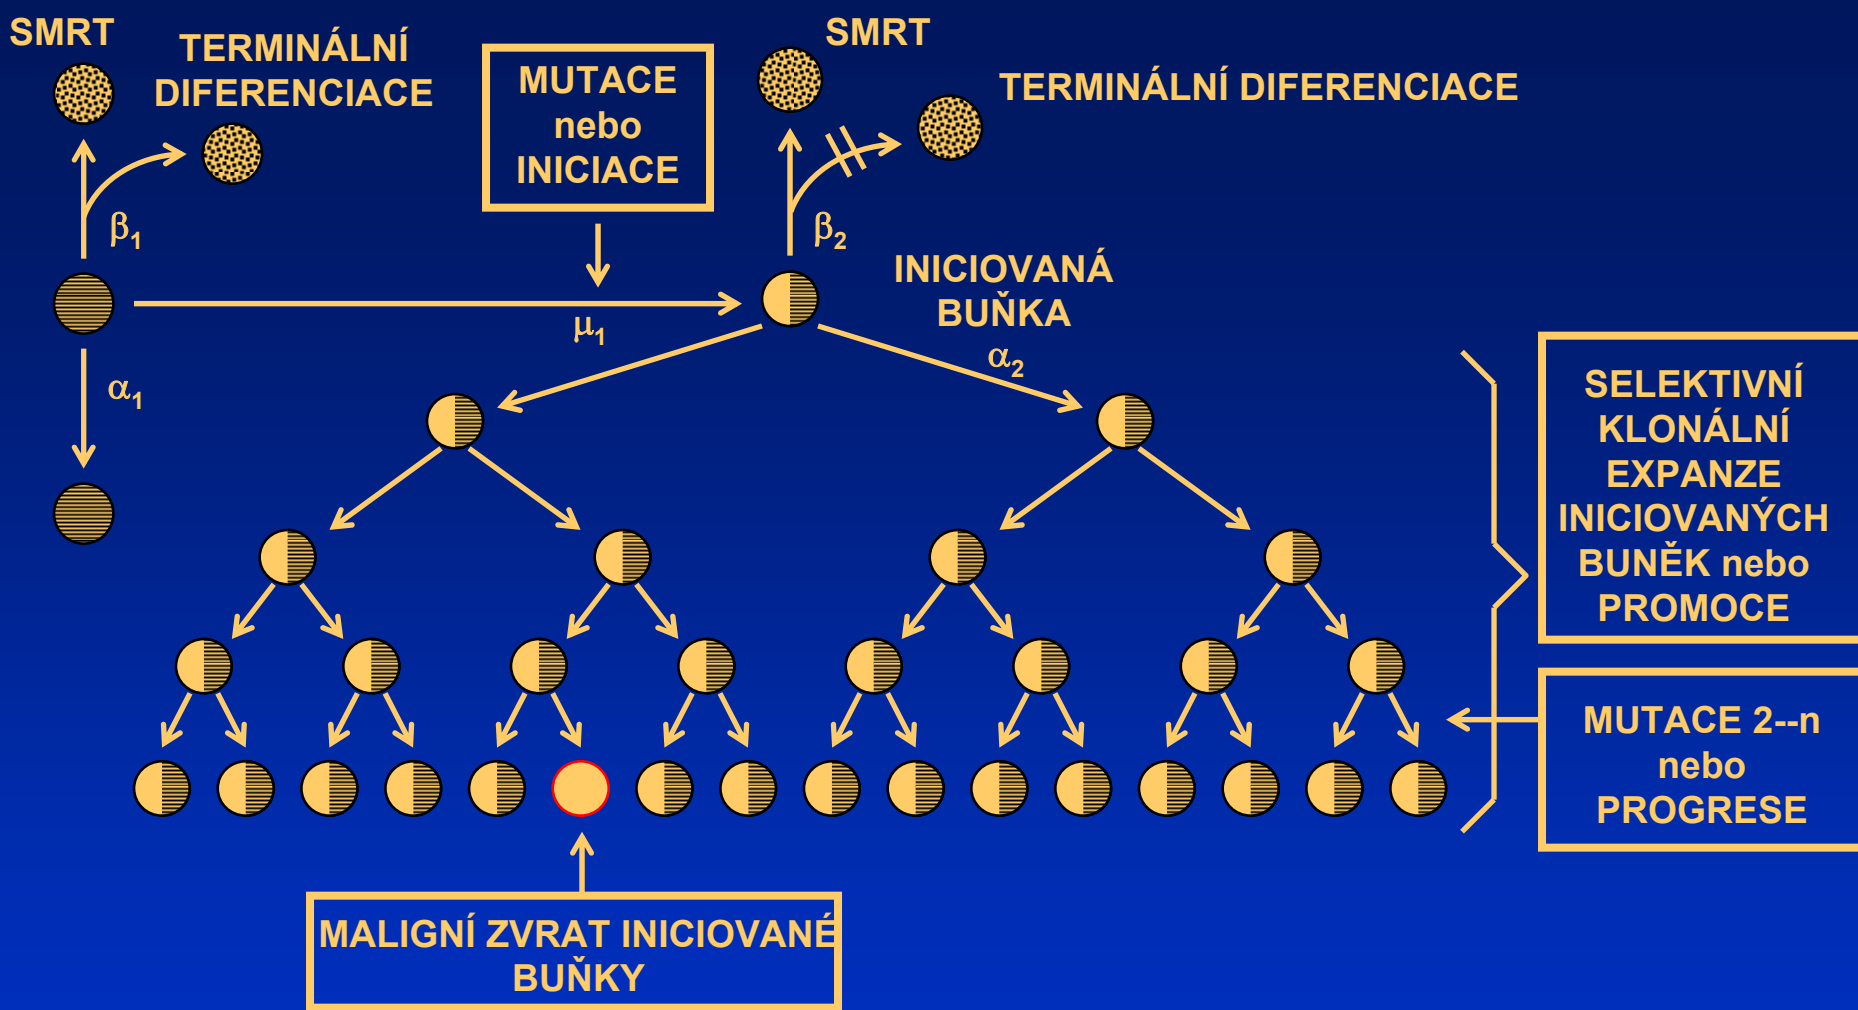 SMRT
TERMINÁLNÍ
DIFERENCIACE
β1
α1
MUTACE
nebo
INICIACE
μ1
SMRT
TERMINÁLNÍ DIFERENCIACE
β2
INICIOVANÁ
BUŇKA
α2
SELEKTIVNÍ
KLONÁLNÍ
EXPANZE
INICIOVANÝCH
BUNĚK nebo
PROMOCE
MUTACE 2--n
nebo
PROGRESE
MALIGNÍ ZVRAT INICIOVANÉ
BUŇKY